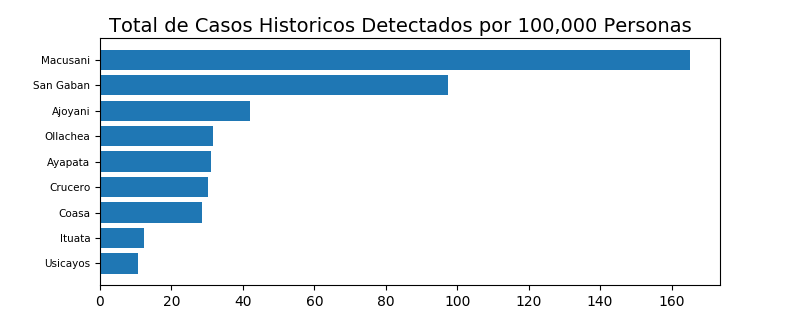 Total de Casos Historicos Detectados por 100,000 Personas
Macusani
San Gaban
Ajoyani
Ollachea
Ayapata
Crucero
Coasa
Ituata
Usicayos
0 20 40 60 80 100 120 140 160